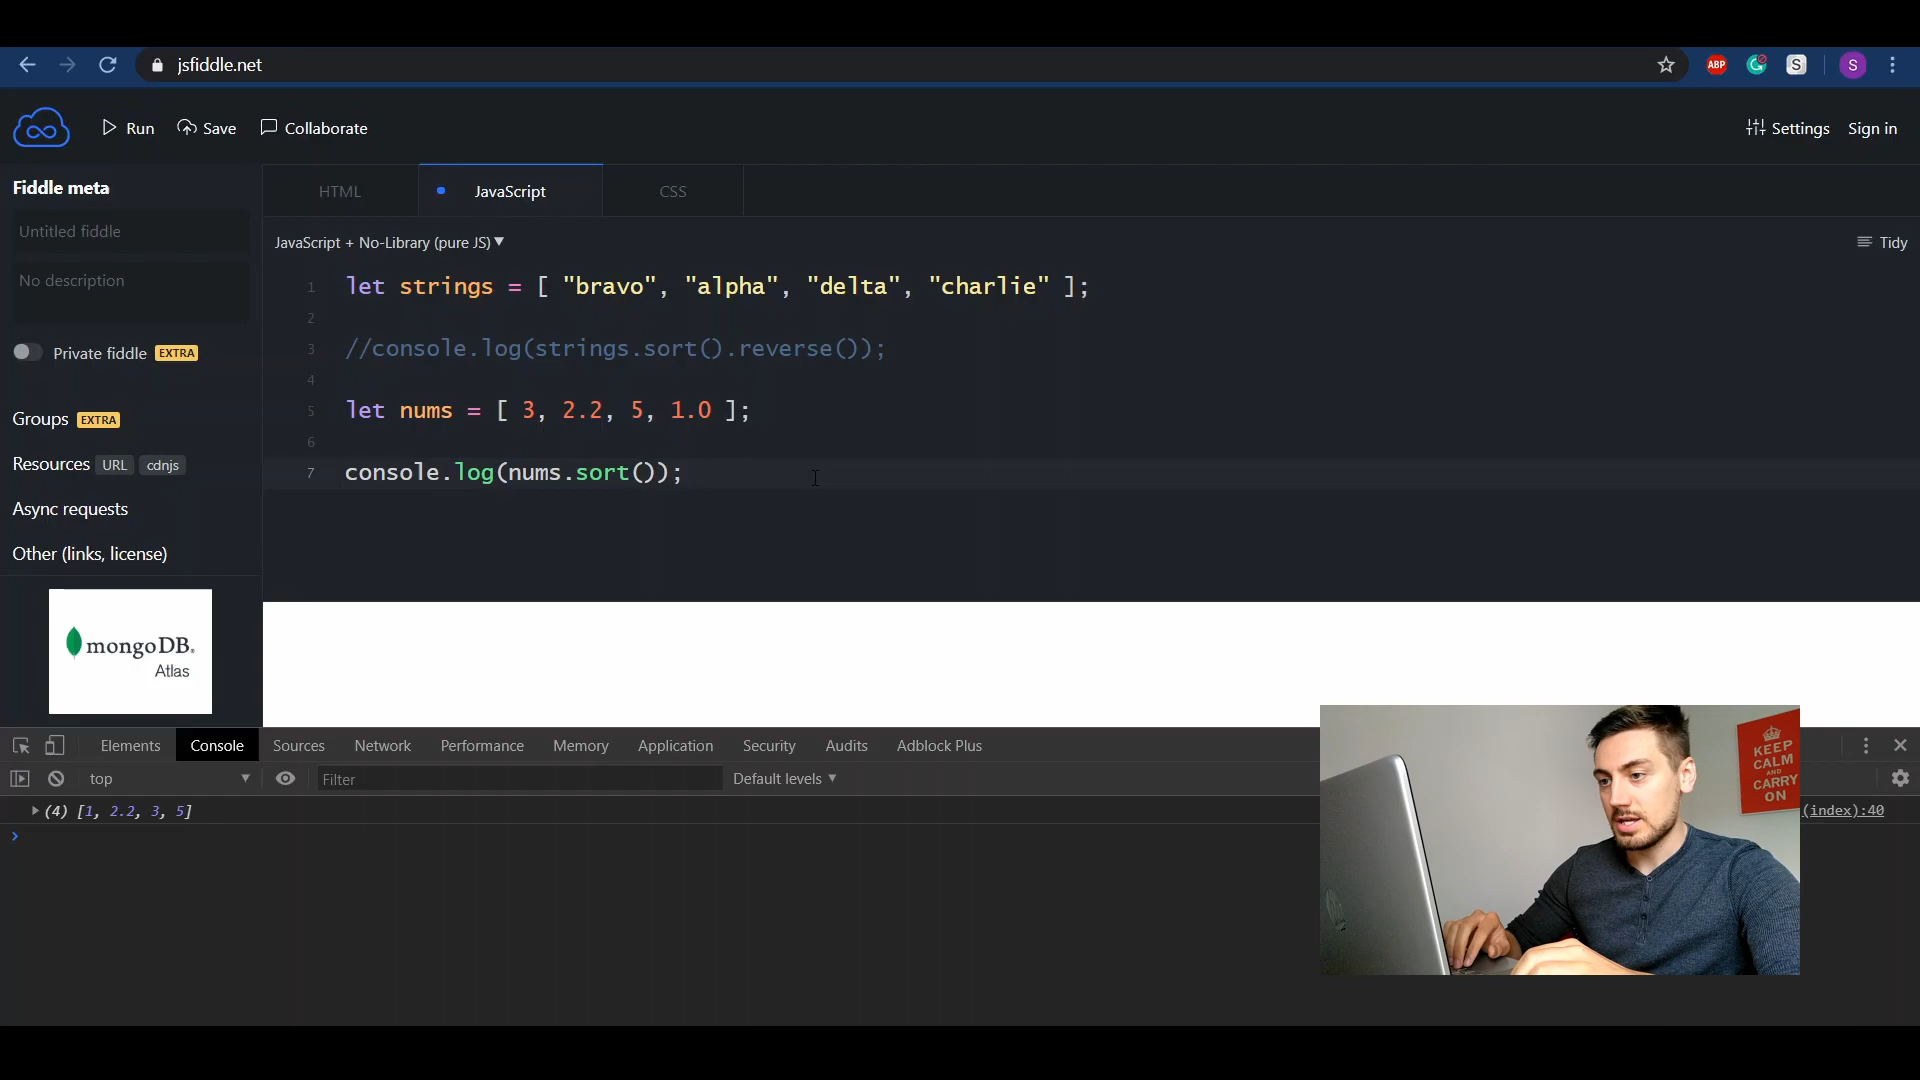 jsfiddle.net
ABP
S
S
Run
Save
Collaborate
Settings
Sign in
Fiddle meta
Untitled fiddle
No description
Private fiddle EXTRA
Groups EXTRA
Resources URL cdnjs
Async requests
Other (links, license)
mongoDB.
Atlas
HTML
JavaScript
CSS
JavaScript + No-Library (pure JS) ▼
Tidy
1 let strings = [ "bravo", "alpha", "delta", "charlie" ];
2
3 //console.log(strings.sort().reverse());
4
5 let nums = [ 3, 2.2, 5, 1.0 ];
6
7 console.log(nums.sort());
Elements
Console
Sources
Network
Performance
Memory
Application
Security
Audits
Adblock Plus
top
Filter
Default levels ▼
(4) [1, 2.2, 3, 5]
(index):40
KEEP
CALM
AND
CARRY
ON